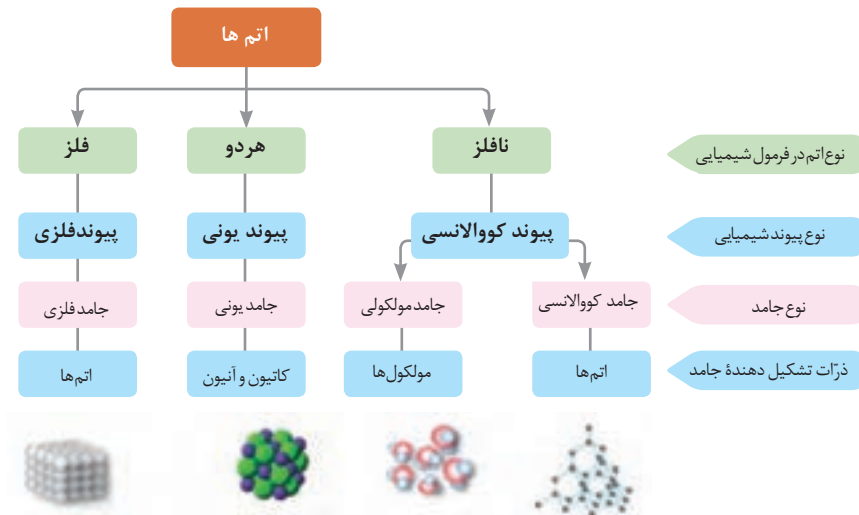 اتم ها
نافلز
هردو
فلز
نوع اتم در فرمول شیمیایی
پیوند کووالانسی
پیوند یونی
پیوند فلزی
نوع پیوند شیمیایی
جامد کووالانسی
جامد مولکولی
جامد یونی
جامد فلزی
نوع جامد
اتم‌ها
مولکول‌ها
کاتیون و آنیون
اتم‌ها
ذرّات تشکیل دهندهٔ جامد